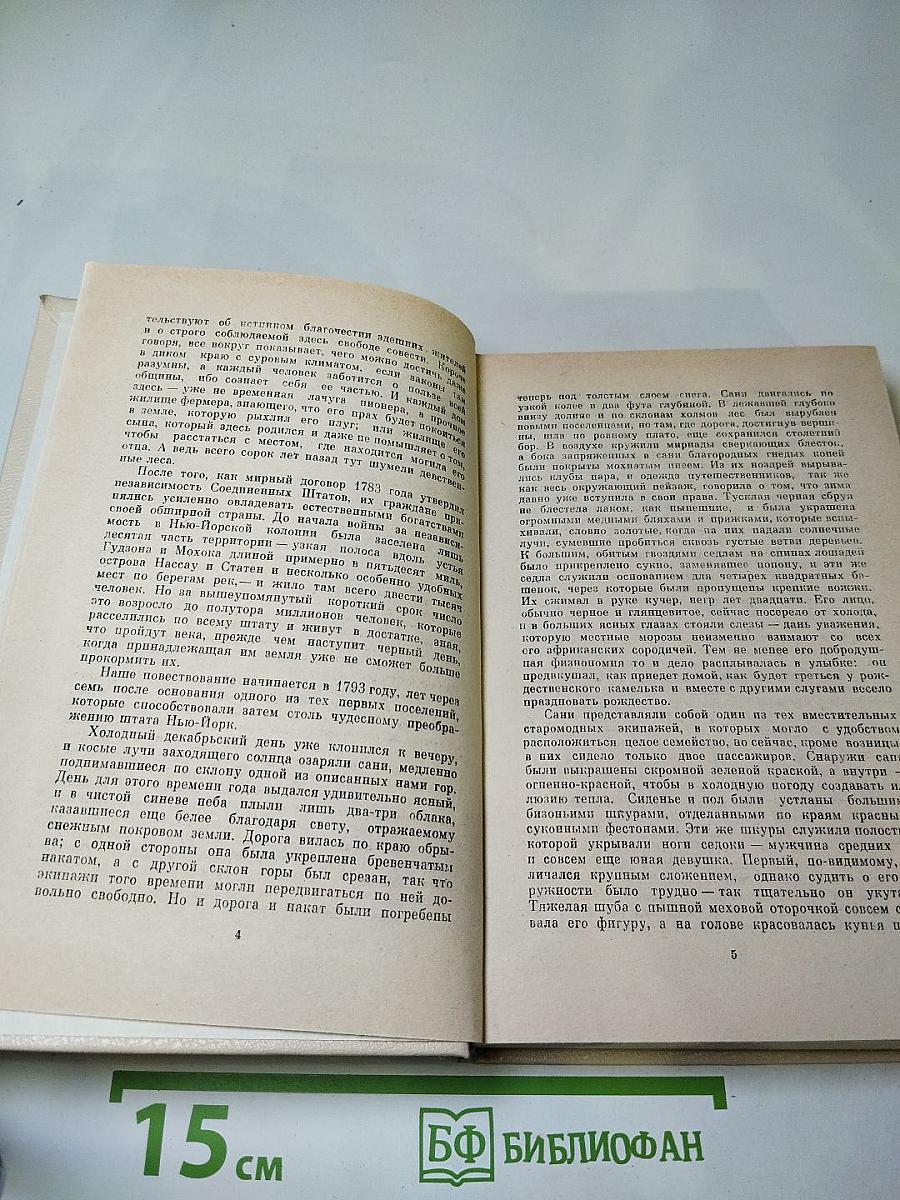 тельствуют об истинном благочестии здешних жителей
и о строго соблюдаемой здесь свободе совести. Короче
говоря, все вокруг показывает, чего можно достичь даже
в диком краю с суровым климатом, если законы там
разумны, а каждый человек заботится о пользе всей
общины, ибо сознает себя ее частью. И каждый дом
здесь — уже не временная лачуга пионера, а прочное
жилище фермера, знающего, что его прах будет покоиться
в земле, которую рыхлил его плуг; или жилище его
сына, который здесь родился и даже не помышляет о том,
чтобы расстаться с местом, где находится могила его
отца. А ведь всего сорок лет назад тут шумели девствен-
ные леса.
После того, как мирный договор 1783 года утвердил
независимость Соединенных Штатов, их граждане при-
нялись усиленно овладевать естественными богатствами
своей обширной страны. До начала войны за независи-
мость в Нью-Йоркской колонии была заселена лишь
десятая часть территории — узкая полоса вдоль устья
Гудзона и Мохока длиной примерно в пятьдесят миль,
острова Нассау и Статен и несколько особенно удобных
мест по берегам рек,— и жило там всего двести тысяч
человек. Но за вышеупомянутый короткий срок число
это возросло до полутора миллионов человек, которые
расселились по всему штату и живут в достатке, зная,
что пройдут века, прежде чем наступит черный день,
когда принадлежащая им земля уже не сможет больше
прокормить их.
Наше повествование начинается в 1793 году, лет через
семь после основания одного из тех первых поселений,
которые способствовали затем столь чудесному преобра-
жению штата Нью-Йорк.
Холодный декабрьский день уже клонился к вечеру,
и косые лучи заходящего солнца озаряли сани, медленно
поднимавшиеся по склону одной из описанных нами гор.
День для этого времени года выдался удивительно ясный,
и в чистой синеве неба плыли лишь два-три облака,
казавшиеся еще белее благодаря свету, отражаемому
снежным покровом земли. Дорога вилась по краю обры-
ва; с одной стороны она была укреплена бревенчатым
накатом, а с другой склон горы был срезан, так что
экипажи того времени могли передвигаться по ней до-
вольно свободно. Но и дорога и накат были погребены
4
теперь под толстым слоем снега. Сани двигались по
узкой колее в два фута глубиной. В лежавшей глубоко
внизу долине и по склонам холмов лес был вырублен
новыми поселенцами, но там, где дорога, достигнув верши-
ны, шла по ровному плато, еще сохранился столетний
бор. В воздухе кружили мириады сверкающих блесток,
а бока запряженных в сани благородных гнедых коней
были покрыты мохнатым инеем. Из их ноздрей вырыва-
лись клубы пара, и одежда путешественников, так же
как весь окружающий пейзаж, говорила о том, что зима
давно уже вступила в свои права. Тусклая черная сбруя
не блестела лаком, как нынешние, и была украшена
огромными медными бляхами и пряжками, которые вспы-
хивали, словно золотые, когда на них падали солнечные
лучи, сумевшие пробиться сквозь густые ветви деревьев.
К большим, обитым гвоздями седлам на спинах лошадей
было прикреплено сукно, заменявшее попону, и эти же
седла служили основанием для четырех квадратных ба-
шенок, через которые были пропущены крепкие вожжи.
Их сжимал в руке кучер, негр лет двадцати. Его лицо,
обычно черное и глянцевитое, сейчас посерело от холода,
и в больших ясных глазах стояли слезы — дань уважения,
которую местные морозы неизменно взимают со всех
его африканских сородичей. Тем не менее его добродуш-
ная физиономия то и дело расплывалась в улыбке: он
предвкушал, как приедет домой, как будет греться у рож-
дественского камелька и вместе с другими слугами весело
праздновать рождество.
Сани представляли собой один из тех вместительных
старомодных экипажей, в которых могло с удобством
расположиться целое семейство, но сейчас, кроме возницы,
в них сидело только двое пассажиров. Снаружи сани
были выкрашены скромной зеленой краской, а внутри —
огненно-красной, чтобы в холодную погоду создавать ил
люзию тепла. Сиденье и пол были устланы большими
бизоньими шкурами, отделанными по краям красными
суконными фестонами. Эти же шкуры служили полостью
которой укрывали ноги седоки — мужчина средних
и совсем еще юная девушка. Первый, по-видимому,
личался крупным сложением, однако судить о его
ружности было трудно — так тщательно он укута
Тяжелая шуба с пышной меховой оторочкой совсем с
вала его фигуру, а на голове красовалась кунья ш
5
15 см
БФ БИБЛИОФАН